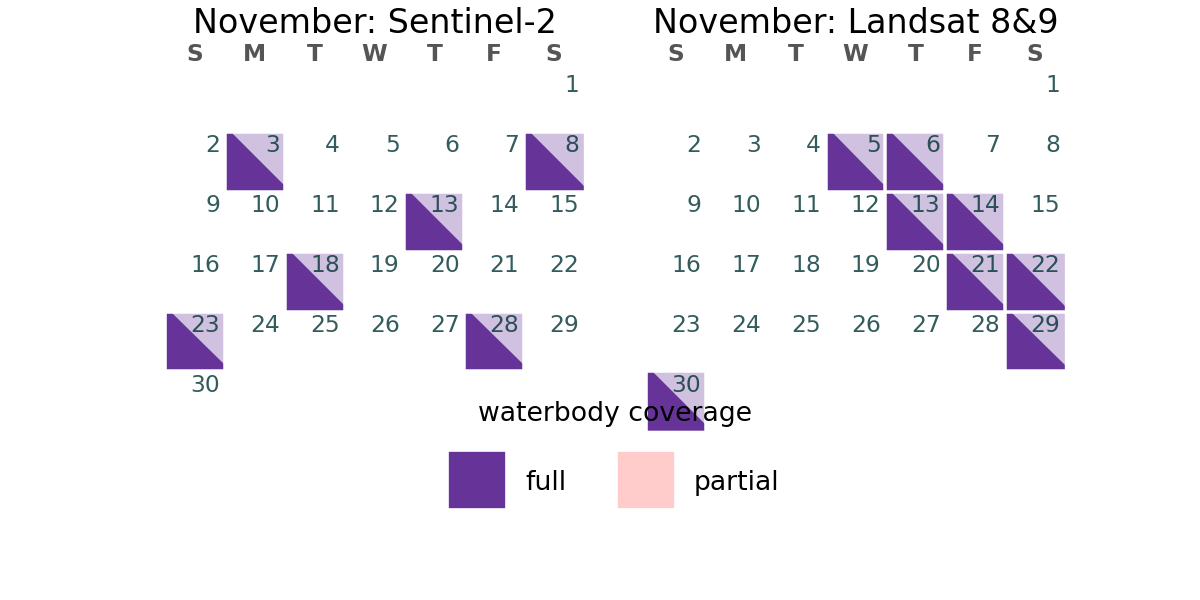 November: Sentinel-2
S M T W T F S
1
2 3 4 5 6 7 8
9 10 11 12 13 14 15
16 17 18 19 20 21 22
23 24 25 26 27 28 29
30
November: Landsat 8&9
S M T W T F S
1
2 3 4 5 6 7 8
9 10 11 12 13 14 15
16 17 18 19 20 21 22
23 24 25 26 27 28 29
30
waterbody coverage
full partial